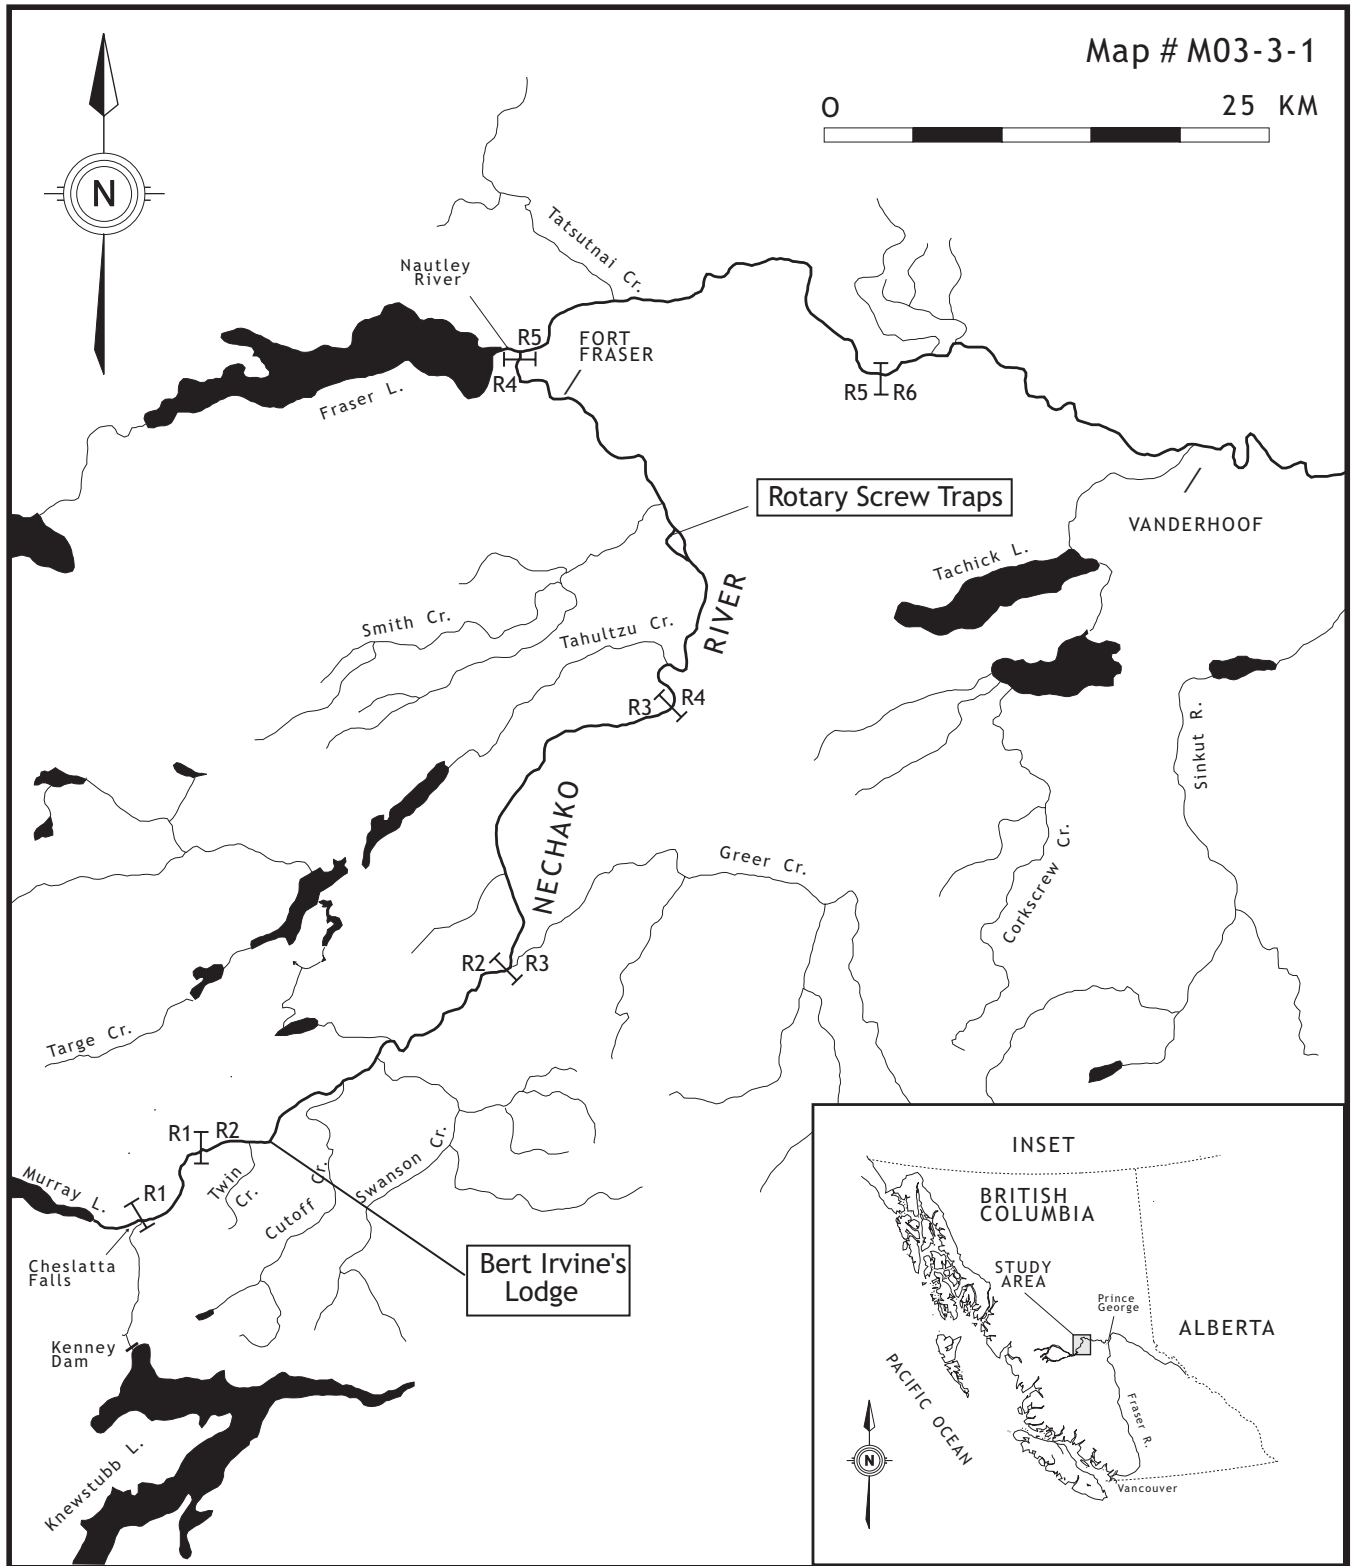 Map # M03-3-1
O 25 KM
N
Tatsutnai Cr.
Nautley
River
R5
FORT
FRASER
R4
Fraser L.
R5 R6
Rotary Screw Traps
VANDERHOOF
Tachick L.
RIVER
Smith Cr.
Tahultzu Cr.
R3 R4
Sinkut R.
NECHAKO
Greer Cr.
Corkscrew Cr.
R2 R3
Targe Cr.
R1 R2
Murray L.
R1
Twin
Cr.
Cutoff Cr.
Swanson Cr.
Cheslatta
Falls
Bert Irvine's
Lodge
Kenney
Dam
Knewstubb L.
INSET
BRITISH
COLUMBIA
STUDY
AREA
Prince
George
ALBERTA
PACIFIC OCEAN
Fraser R.
N
Vancouver